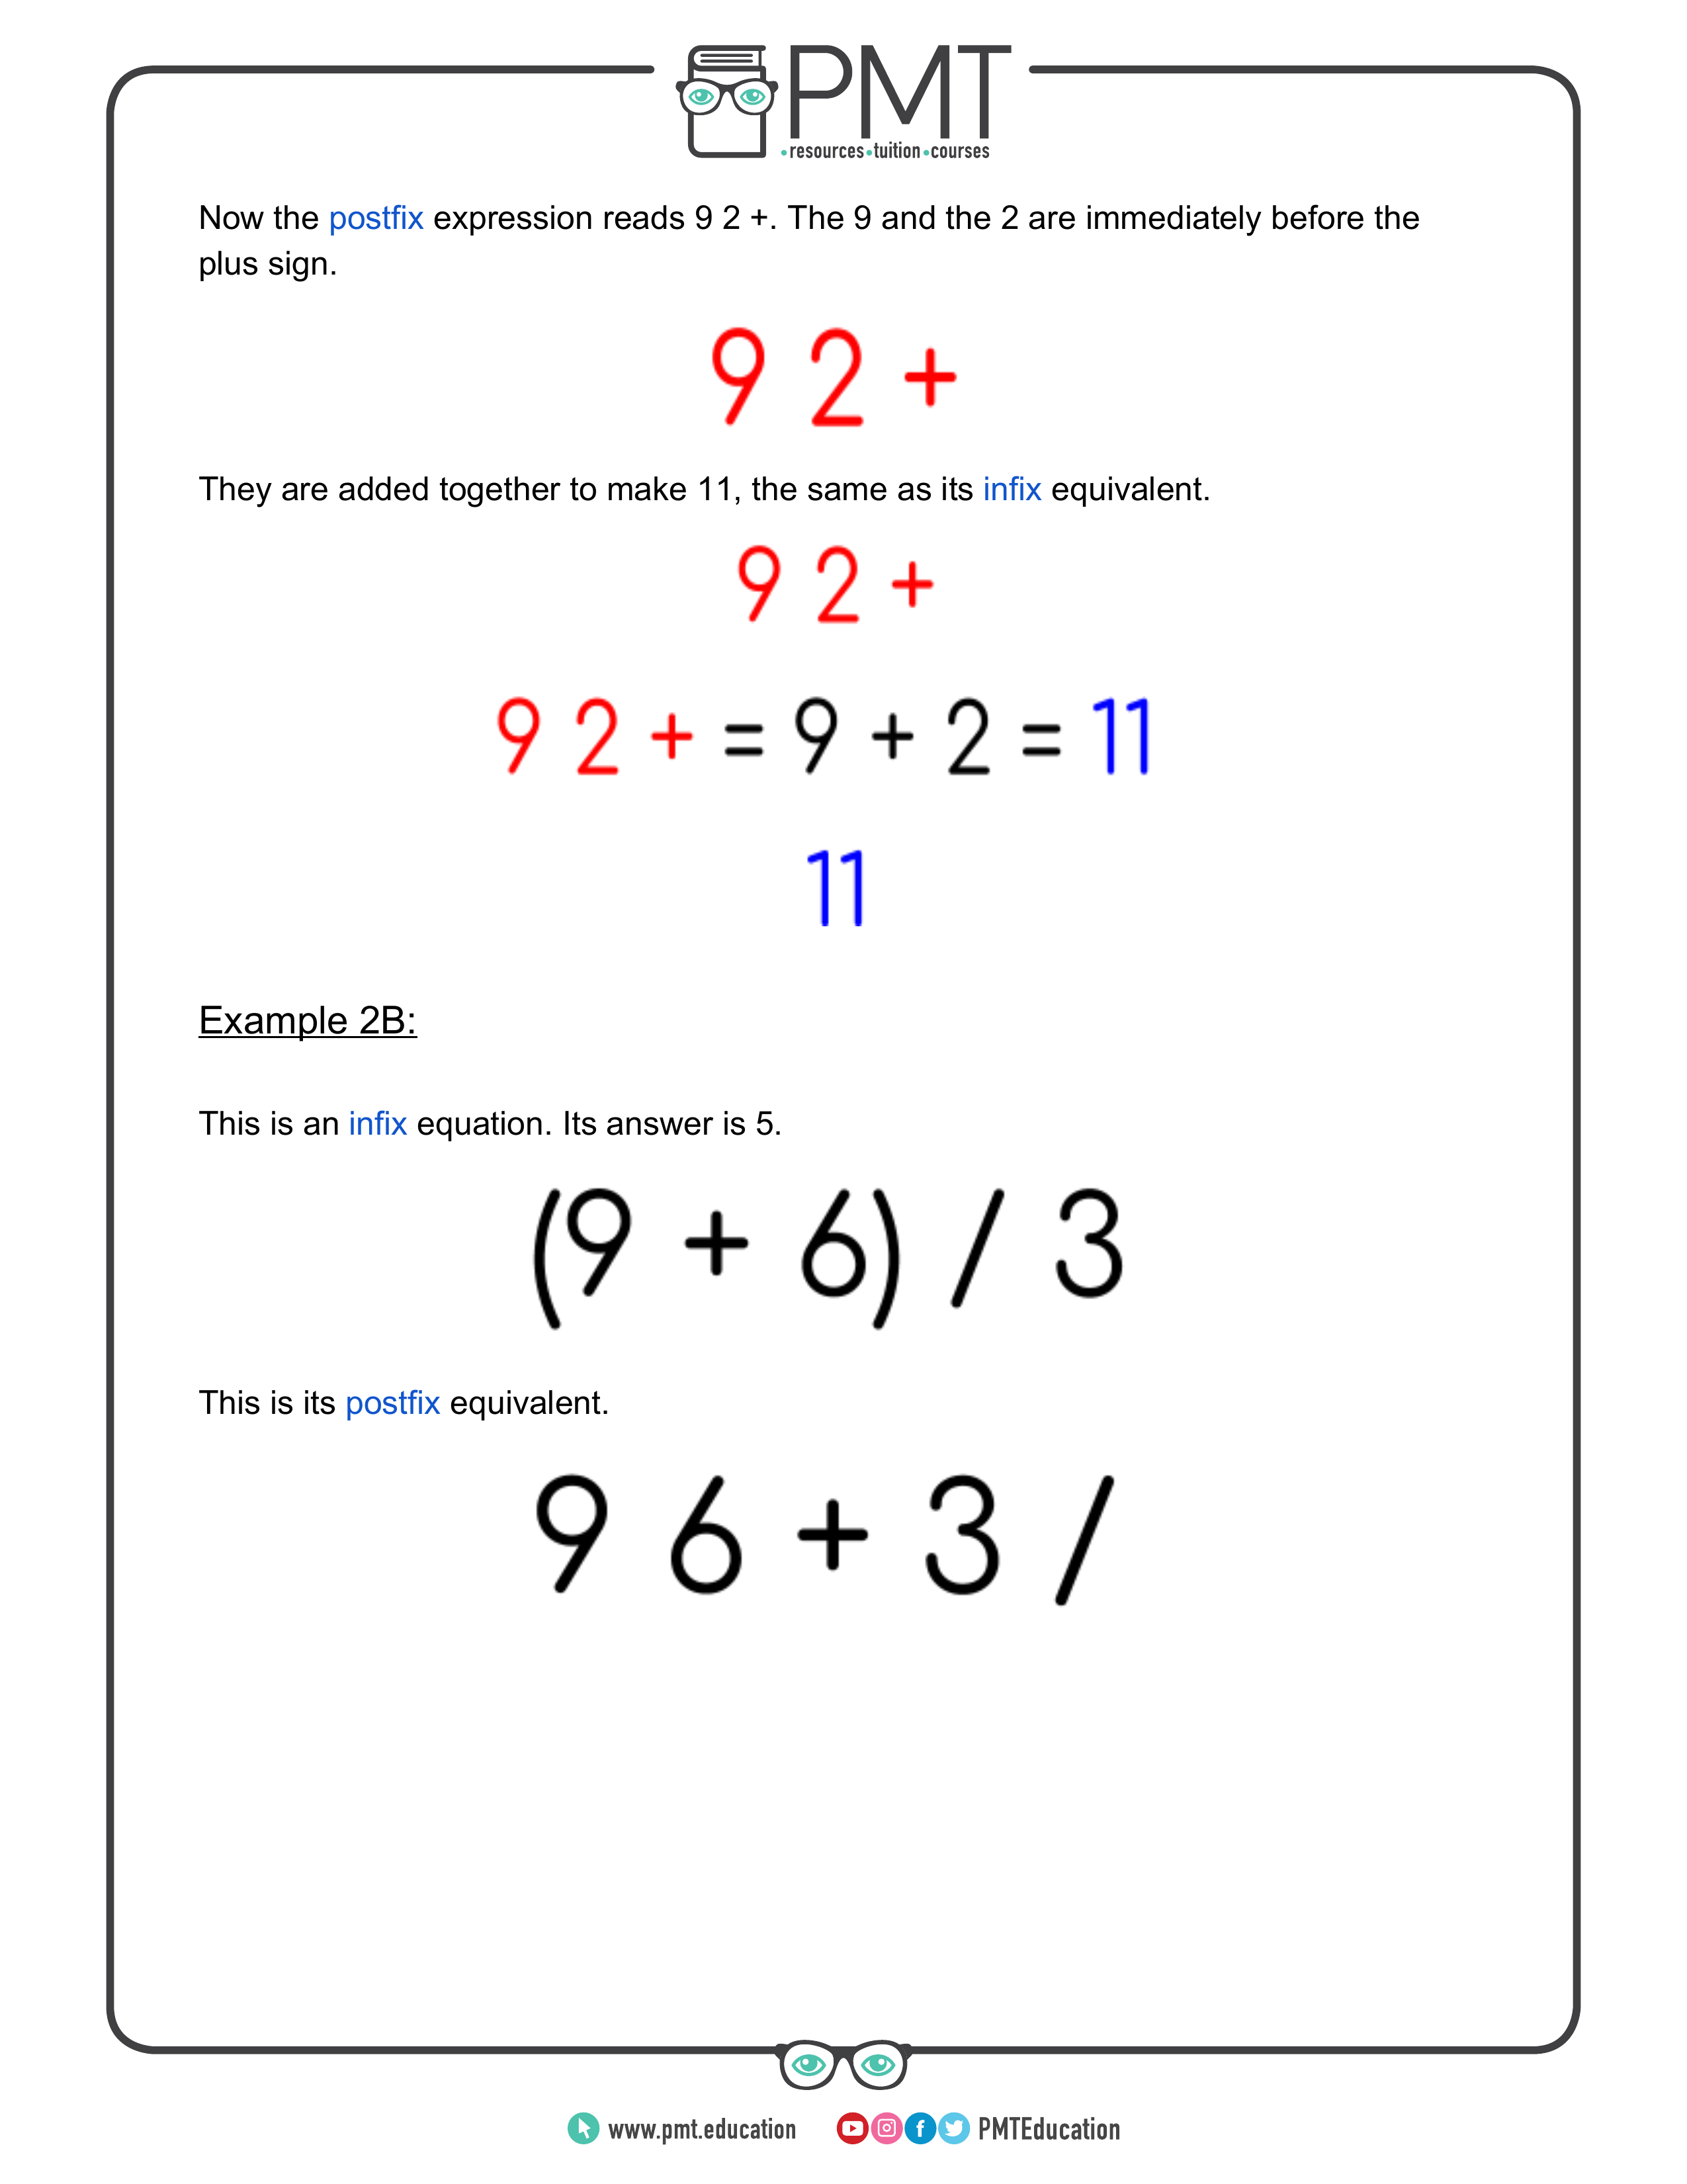 PMT
•resources•tuition•courses
Now the postfix expression reads 9 2 +. The 9 and the 2 are immediately before the
plus sign.
9 2 +
They are added together to make 11, the same as its infix equivalent.
9 2 +
9 2 + = 9 + 2 = 11
11
Example 2B:
This is an infix equation. Its answer is 5.
(9 + 6) / 3
This is its postfix equivalent.
9 6 + 3 /
www.pmt.education PMTEducation